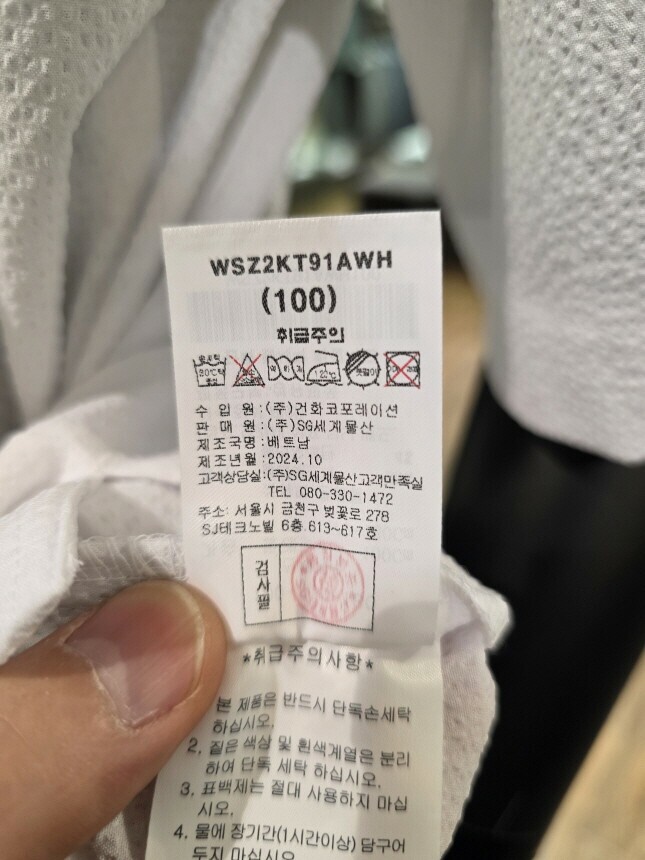 WSZ2KT91AWH
(100)
취급주의
수 입 원:(주)건화코포레이션
판 매 원:(주)SG세계물산
제조국명:베트남
제조년월:2024.10
고객상담실:(주)SG세계물산고객만족실
TEL 080-330-1472
주소: 서울시 금천구 벚꽃로 278
SJ테크노빌 6층 613~617호
검사필
*취급주의사항*
본 제품은 반드시 단독손세탁
하십시오.
2. 짙은 색상 및 흰색계열은 분리
하여 단독 세탁 하십시오.
3. 표백제는 절대 사용하지 마십
시오.
4. 물에 장기간(1시간이상) 담구어
두지 마십시오